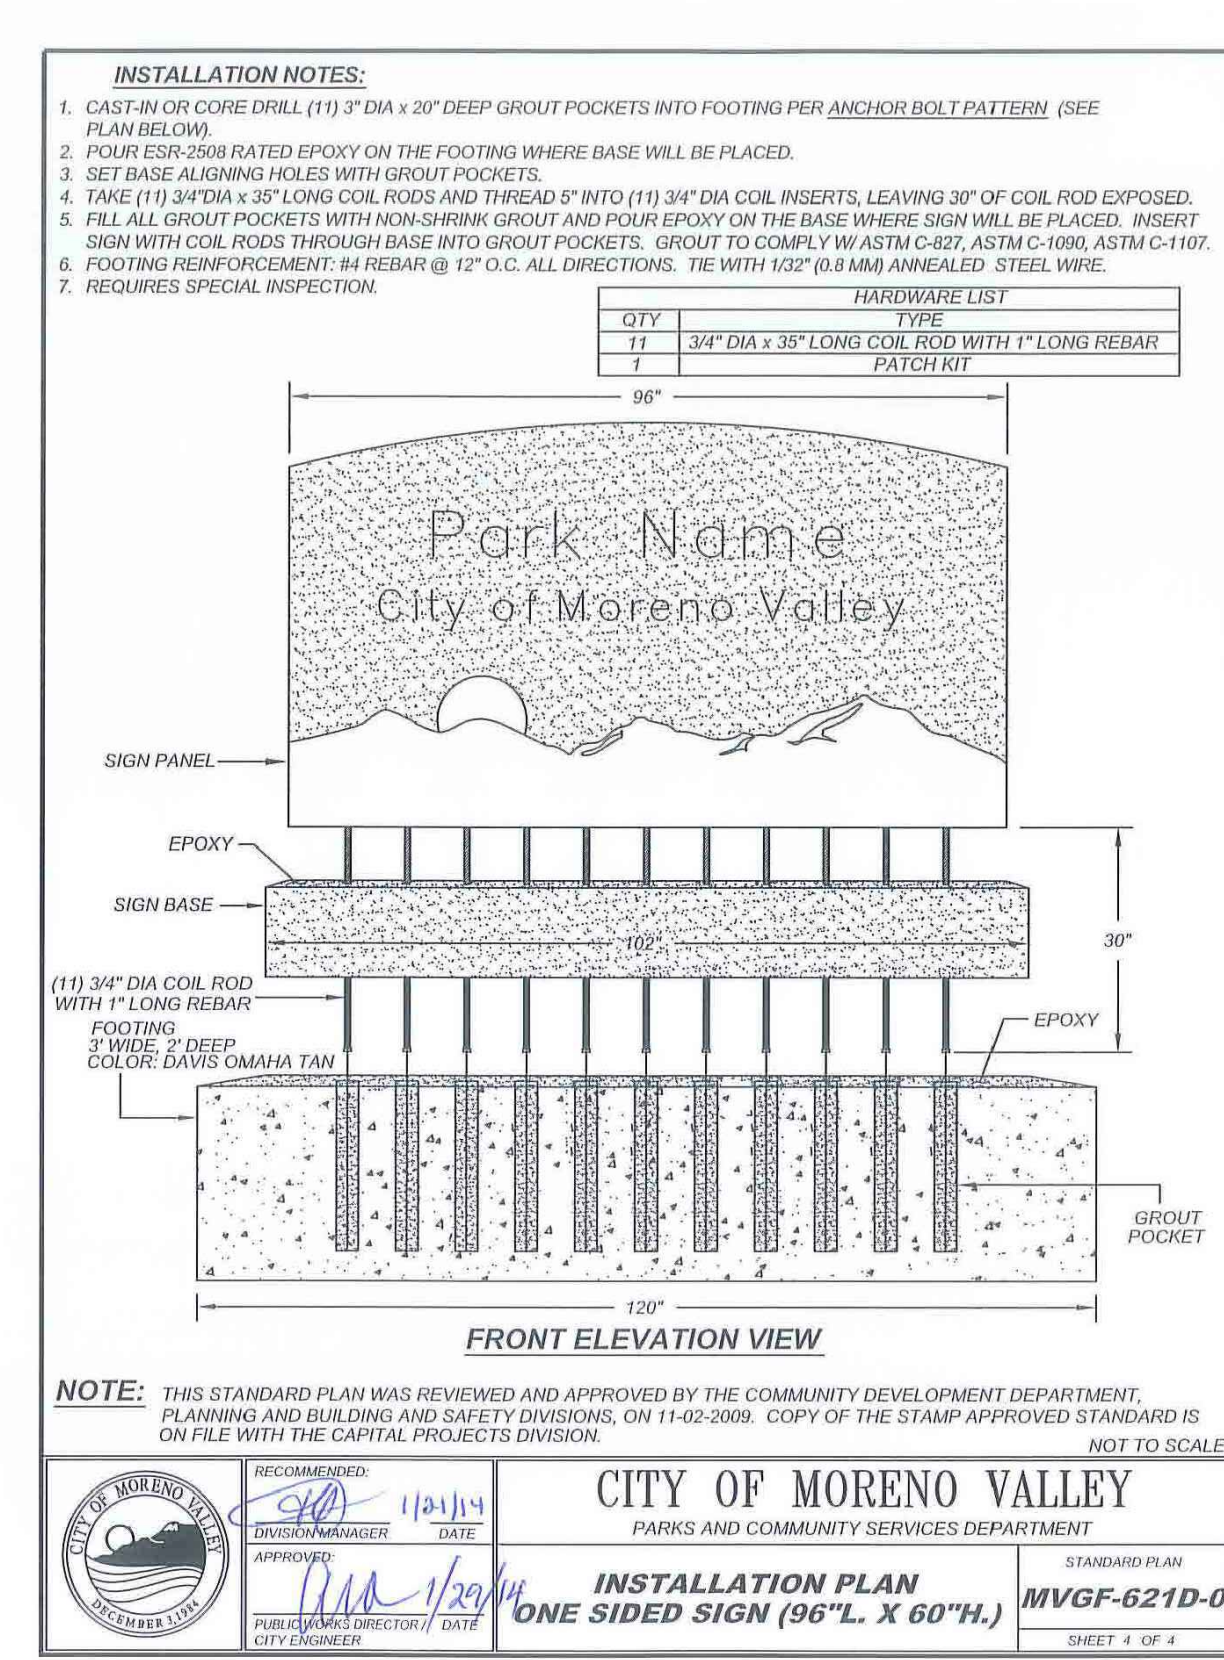 INSTALLATION NOTES:
1. CAST-IN OR CORE DRILL (11) 3" DIA x 20" DEEP GROUT POCKETS INTO FOOTING PER ANCHOR BOLT PATTERN (SEE
PLAN BELOW).
2. POUR ESR-2508 RATED EPOXY ON THE FOOTING WHERE BASE WILL BE PLACED.
3. SET BASE ALIGNING HOLES WITH GROUT POCKETS.
4. TAKE (11) 3/4"DIA x 35" LONG COIL RODS AND THREAD 5" INTO (11) 3/4" DIA COIL INSERTS, LEAVING 30" OF COIL ROD EXPOSED.
5. FILL ALL GROUT POCKETS WITH NON-SHRINK GROUT AND POUR EPOXY ON THE BASE WHERE SIGN WILL BE PLACED. INSERT
SIGN WITH COIL RODS THROUGH BASE INTO GROUT POCKETS. GROUT TO COMPLY W/ ASTM C-827, ASTM C-1090, ASTM C-1107.
6. FOOTING REINFORCEMENT: #4 REBAR @ 12" O.C. ALL DIRECTIONS. TIE WITH 1/32" (0.8 MM) ANNEALED STEEL WIRE.
7. REQUIRES SPECIAL INSPECTION.
HARDWARE LIST
QTY TYPE
11 3/4" DIA x 35" LONG COIL ROD WITH 1" LONG REBAR
1 PATCH KIT
96"
Park Name
City of Moreno Valley
SIGN PANEL
EPOXY
SIGN BASE
102"
30"
(11) 3/4" DIA COIL ROD
WITH 1" LONG REBAR
EPOXY
FOOTING
3' WIDE, 2' DEEP
COLOR: DAVIS OMAHA TAN
GROUT
POCKET
120"
FRONT ELEVATION VIEW
NOTE: THIS STANDARD PLAN WAS REVIEWED AND APPROVED BY THE COMMUNITY DEVELOPMENT DEPARTMENT,
PLANNING AND BUILDING AND SAFETY DIVISIONS, ON 11-02-2009. COPY OF THE STAMP APPROVED STANDARD IS
ON FILE WITH THE CAPITAL PROJECTS DIVISION.
NOT TO SCALE
CITY OF MORENO VALLEY
DECEMBER 3, 1984
RECOMMENDED:
1/21/14
DIVISION MANAGER DATE
APPROVED:
1/29/14
PUBLIC WORKS DIRECTOR / DATE
CITY ENGINEER
CITY OF MORENO VALLEY
PARKS AND COMMUNITY SERVICES DEPARTMENT
INSTALLATION PLAN
ONE SIDED SIGN (96"L. X 60"H.)
STANDARD PLAN
MVGF-621D-0
SHEET 4 OF 4